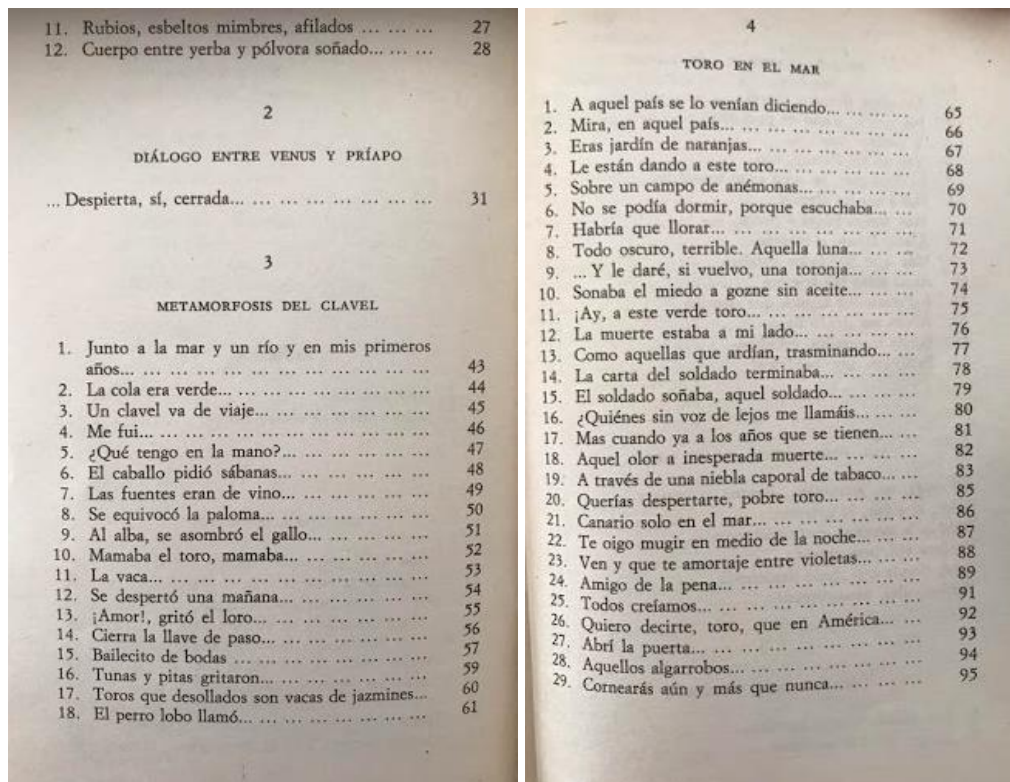 11. Rubios, esbeltos mimbres, afilados ... ... ... 27
12. Cuerpo entre yerba y pólvora soñado... ... ... 28
2
DIÁLOGO ENTRE VENUS Y PRÍAPO
... Despierta, sí, cerrada... ... ... ... ... ... ... ... ... 31
3
METAMORFOSIS DEL CLAVEL
1. Junto a la mar y un río y en mis primeros
años... ... ... ... ... ... ... ... ... ... ... ... ... 43
2. La cola era verde... ... ... ... ... ... ... ... ... 44
3. Un clavel va de viaje... ... ... ... ... ... ... ... 45
4. Me fui... ... ... ... ... ... ... ... ... ... ... ... 46
5. ¿Qué tengo en la mano?... ... ... ... ... ... ... 47
6. El caballo pidió sábanas... ... ... ... ... ... ... 48
7. Las fuentes eran de vino... ... ... ... ... ... ... 49
8. Se equivocó la paloma... ... ... ... ... ... ... ... 50
9. Al alba, se asombró el gallo... ... ... ... ... ... 51
10. Mamaba el toro, mamaba... ... ... ... ... ... ... 52
11. La vaca... ... ... ... ... ... ... ... ... ... ... ... 53
12. Se despertó una mañana... ... ... ... ... ... ... 54
13. ¡Amor!, gritó el loro... ... ... ... ... ... ... ... 55
14. Cierra la llave de paso... ... ... ... ... ... ... ... 56
15. Bailecito de bodas ... ... ... ... ... ... ... ... ... 57
16. Tunas y pitas gritaron... ... ... ... ... ... ... ... 59
17. Toros que desollados son vacas de jazmines... 60
18. El perro lobo llamó... ... ... ... ... ... ... ... ... 61
4
TORO EN EL MAR
1. A aquel país se lo venían diciendo... ... ... ... 65
2. Mira, en aquel país... ... ... ... ... ... ... ... ... 66
3. Eras jardín de naranjas... ... ... ... ... ... ... ... 67
4. Le están dando a este toro... ... ... ... ... ... ... 68
5. Sobre un campo de anémonas... ... ... ... ... ... 69
6. No se podía dormir, porque escuchaba... ... ... 70
7. Habría que llorar... ... ... ... ... ... ... ... ... ... 71
8. Todo oscuro, terrible. Aquella luna... ... ... ... 72
9. ... Y le daré, si vuelvo, una toronja... ... ... ... 73
10. Sonaba el miedo a gozne sin aceite... ... ... ... 74
11. ¡Ay, a este verde toro... ... ... ... ... ... ... ... 75
12. La muerte estaba a mi lado... ... ... ... ... ... 76
13. Como aquellas que ardían, trasminando... ... ... 77
14. La carta del soldado terminaba... ... ... ... ... 78
15. El soldado soñaba, aquel soldado... ... ... ... ... 79
16. ¿Quiénes sin voz de lejos me llamáis... ... ... ... 80
17. Mas cuando ya a los años que se tienen... ... ... 81
18. Aquel olor a inesperada muerte... ... ... ... ... 82
19. A través de una niebla caporal de tabaco... ... ... 83
20. Querías despertarte, pobre toro... ... ... ... ... 85
21. Canario solo en el mar... ... ... ... ... ... ... ... 86
22. Te oigo mugir en medio de la noche... ... ... ... 87
23. Ven y que te amortaje entre violetas... ... ... ... 88
24. Amigo de la pena... ... ... ... ... ... ... ... ... 89
25. Todos creíamos... ... ... ... ... ... ... ... ... ... 91
26. Quiero decirte, toro, que en América... ... ... 92
27. Abrí la puerta... ... ... ... ... ... ... ... ... ... 93
28. Aquellos algarrobos... ... ... ... ... ... ... ... ... 94
29. Cornearás aún y más que nunca... ... ... ... ... 95